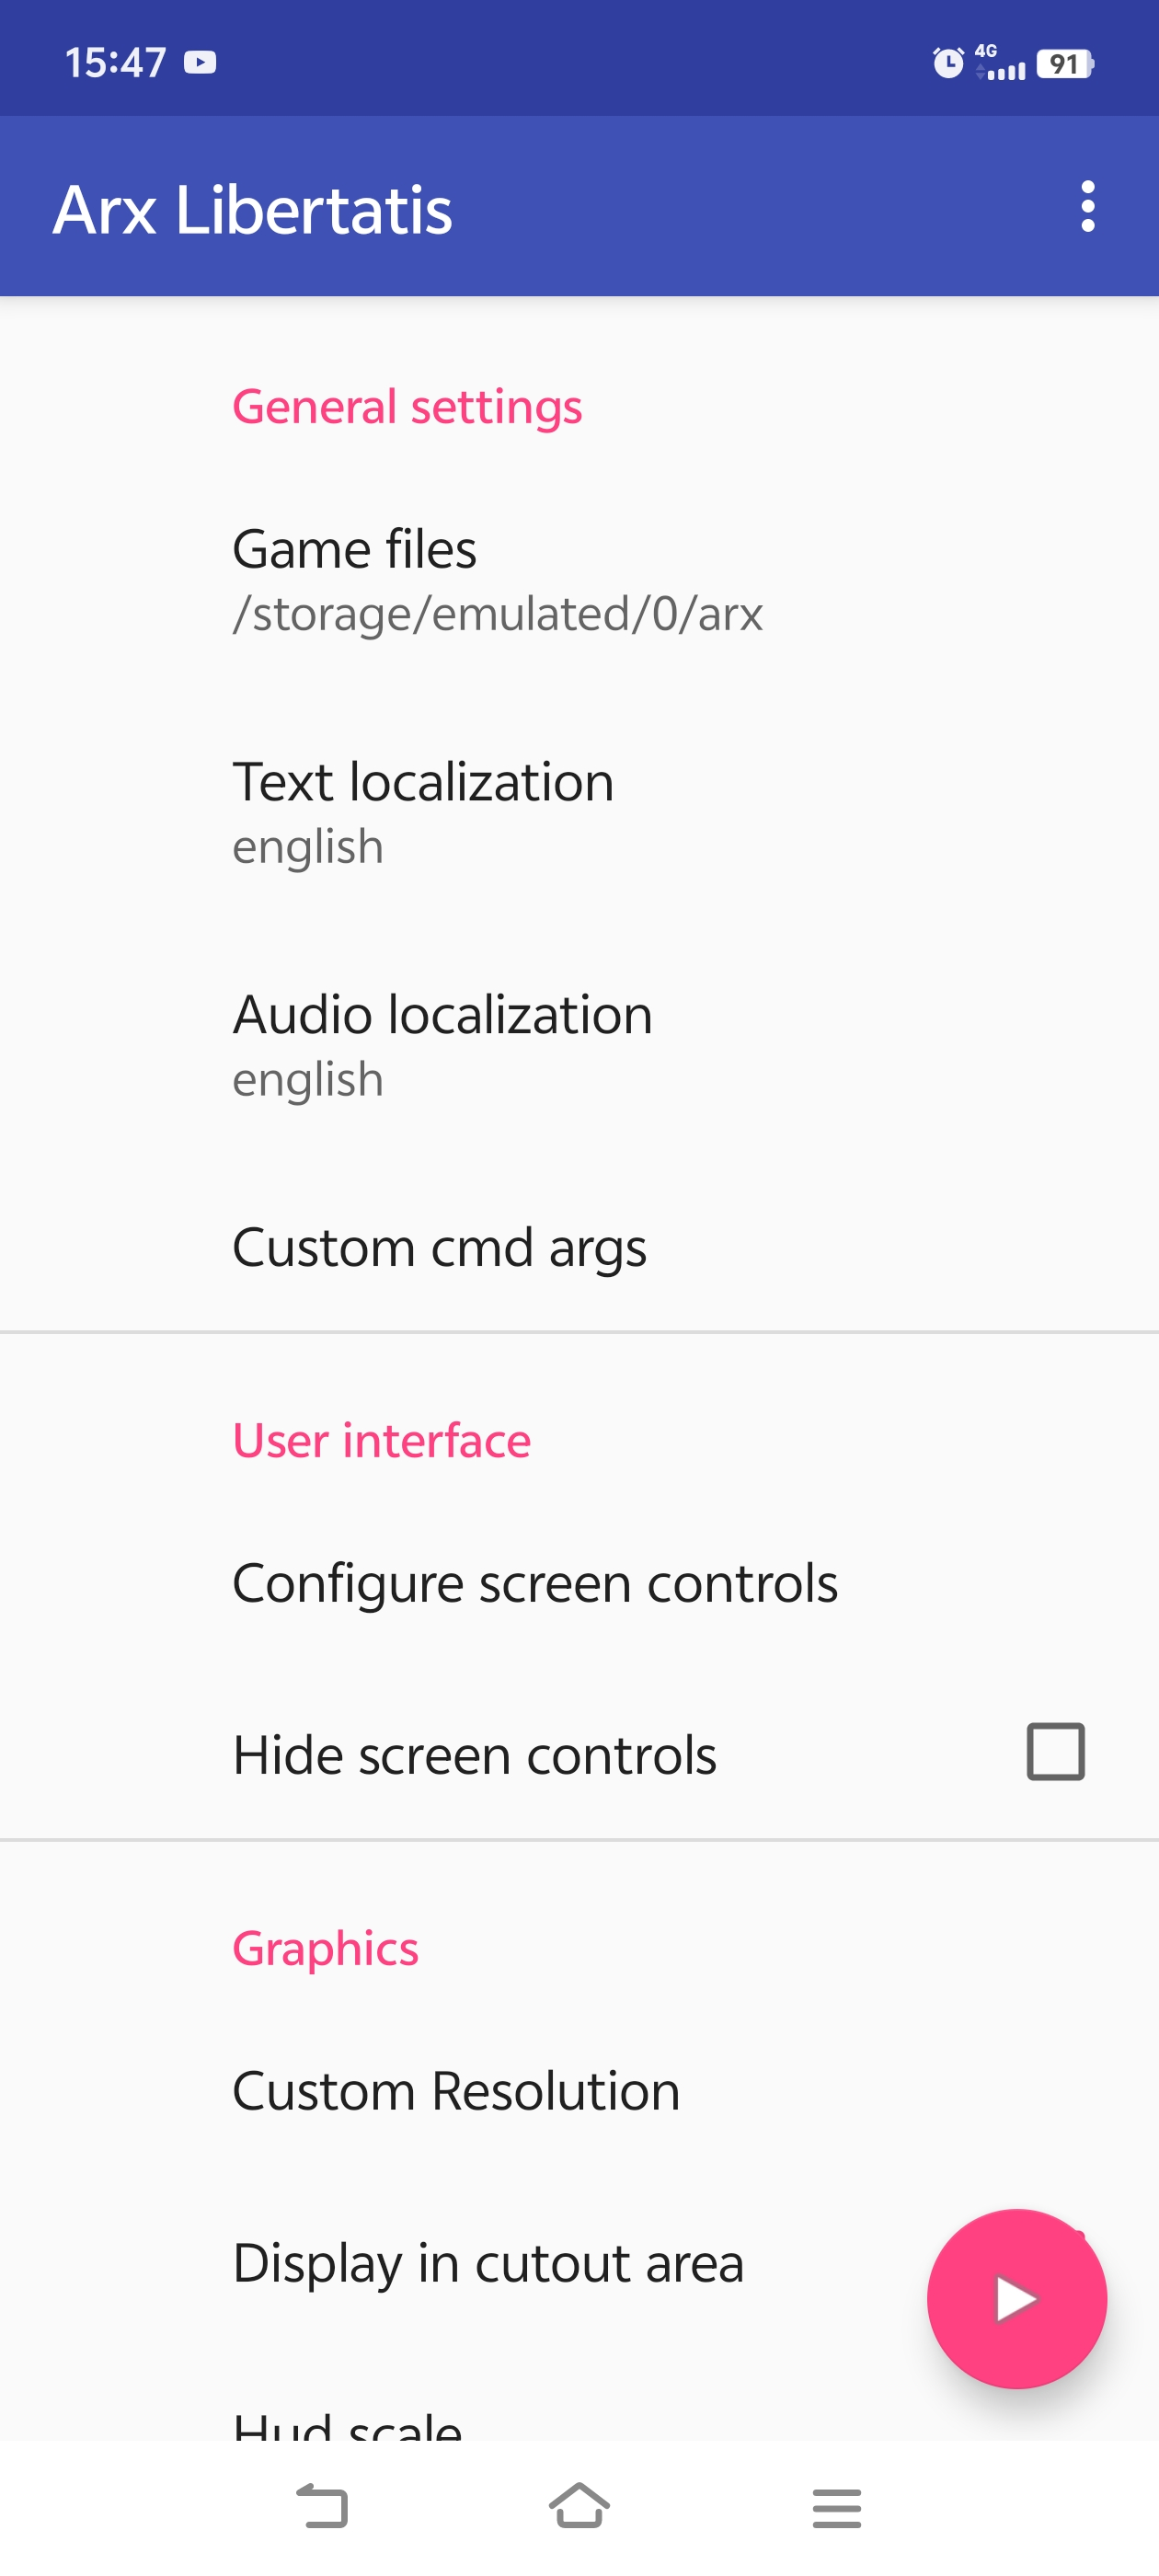 15:47
4G
91
Arx Libertatis
General settings
Game files
/storage/emulated/0/arx
Text localization
english
Audio localization
english
Custom cmd args
User interface
Configure screen controls
Hide screen controls
Graphics
Custom Resolution
Display in cutout area
Hud scale